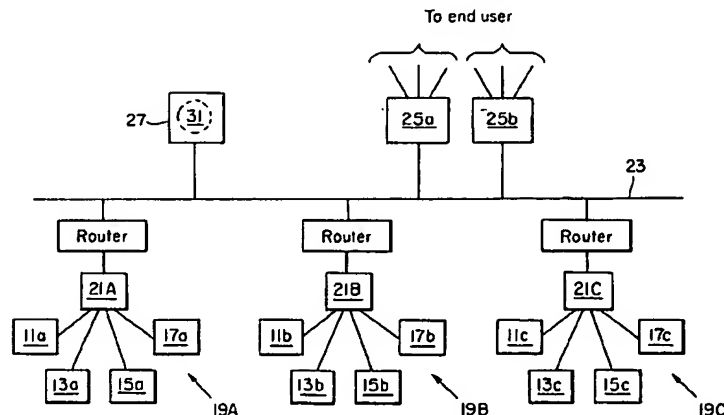 To end user
27
31
25a
25b
23
Router
Router
Router
21A
21B
21C
11a
17a
11b
17b
11c
17c
13a
15a
13b
15b
13c
15c
19A
19B
19C